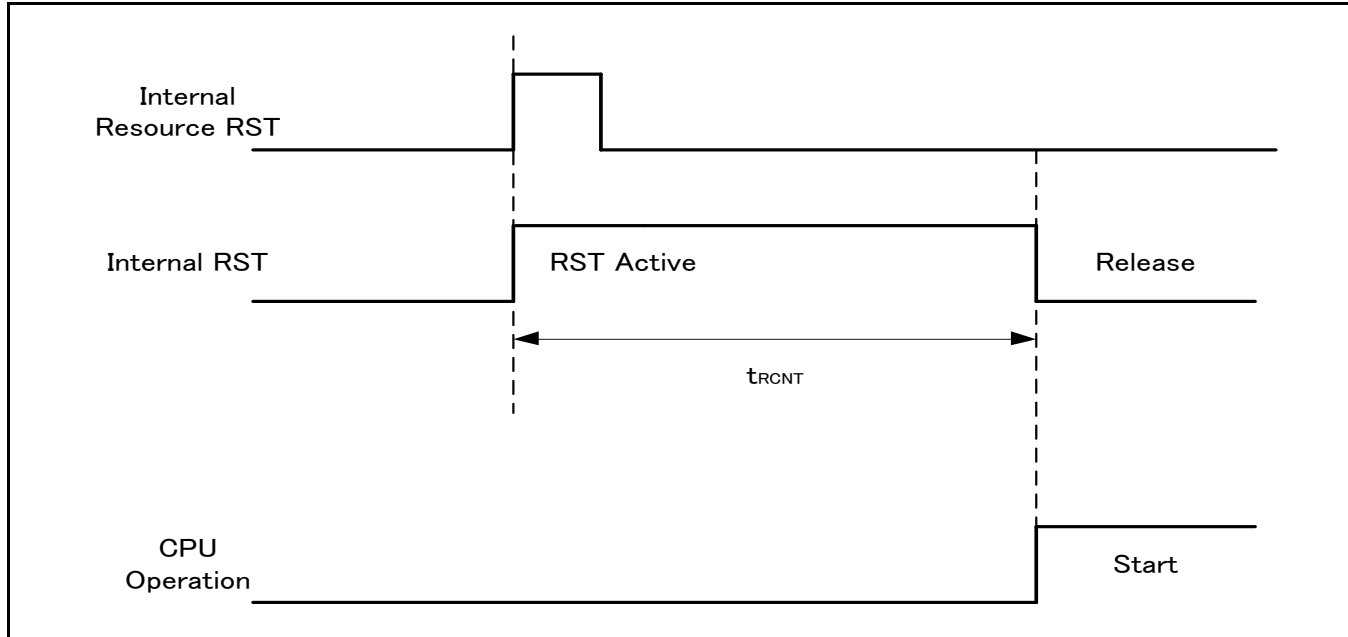 Internal
Resource RST
Internal RST
RST Active
Release
tRCNT
CPU
Operation
Start